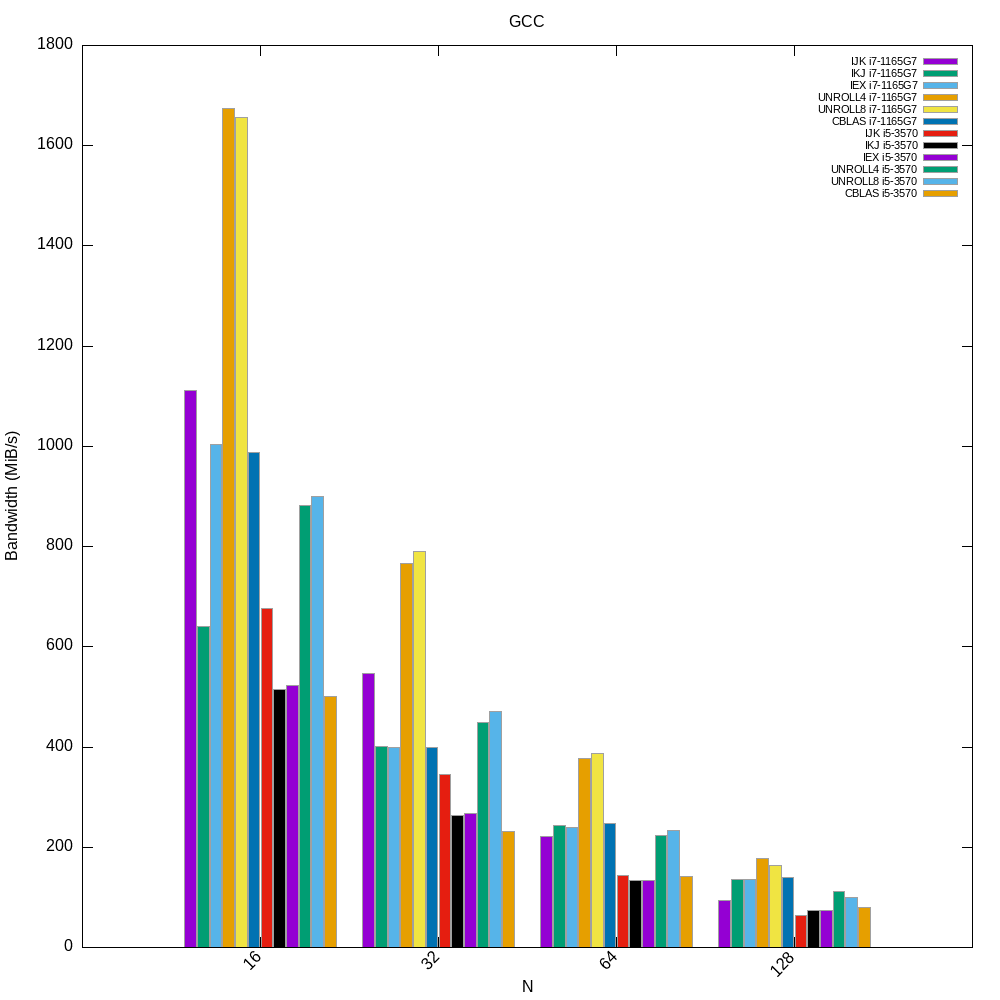 GCC
1800
1600
1400
1200
1000
800
600
400
200
0
Bandwidth (MiB/s)
IJK i7-1165G7
IKJ i7-1165G7
IEX i7-1165G7
UNROLL4 i7-1165G7
UNROLL8 i7-1165G7
CBLAS i7-1165G7
IJK i5-3570
IKJ i5-3570
IEX i5-3570
UNROLL4 i5-3570
UNROLL8 i5-3570
CBLAS i5-3570
16
32
64
128
N